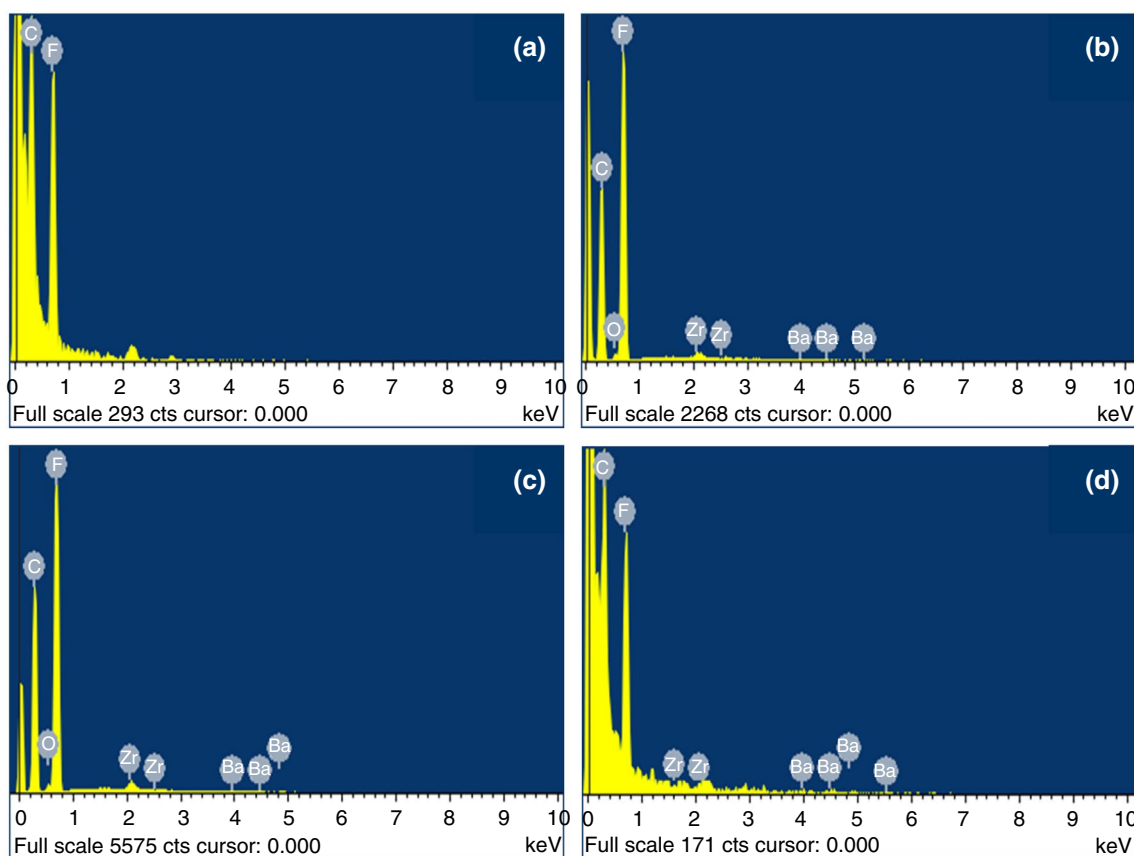 (a)
C
F
0 1 2 3 4 5 6 7 8 9 10
Full scale 293 cts cursor: 0.000 keV
(b)
F
C
O Zr Zr Ba Ba Ba
0 1 2 3 4 5 6 7 8 9 10
Full scale 2268 cts cursor: 0.000 keV
(c)
F
C
O Zr Zr Ba Ba Ba
0 1 2 3 4 5 6 7 8 9 10
Full scale 5575 cts cursor: 0.000 keV
(d)
C
F
Zr Zr Ba Ba Ba Ba
0 1 2 3 4 5 6 7 8 9 10
Full scale 171 cts cursor: 0.000 keV